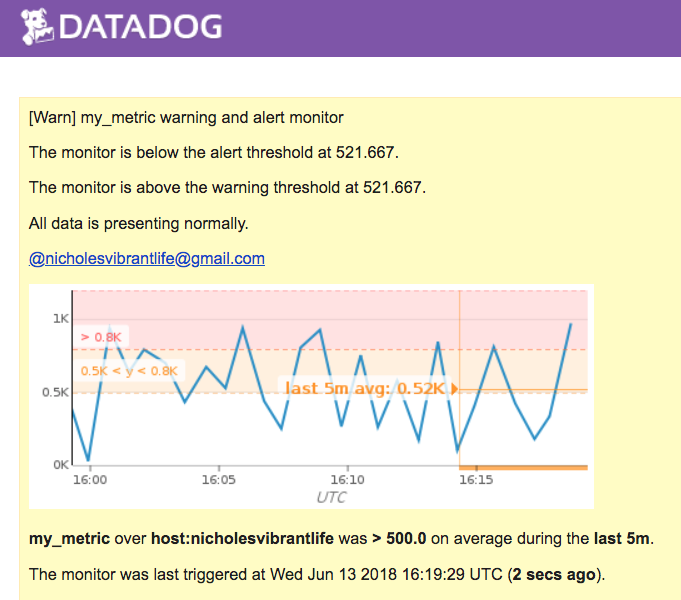 DATADOG
[Warn] my_metric warning and alert monitor
The monitor is below the alert threshold at 521.667.
The monitor is above the warning threshold at 521.667.
All data is presenting normally.
@nicholesvibrantlife@gmail.com
1K
> 0.8K
0.5K < y < 0.8K
last 5m avg: 0.52K
0.5K
0K
16:00 16:05 16:10 16:15
UTC
my_metric over host:nicholesvibrantlife was > 500.0 on average during the last 5m.
The monitor was last triggered at Wed Jun 13 2018 16:19:29 UTC (2 secs ago).